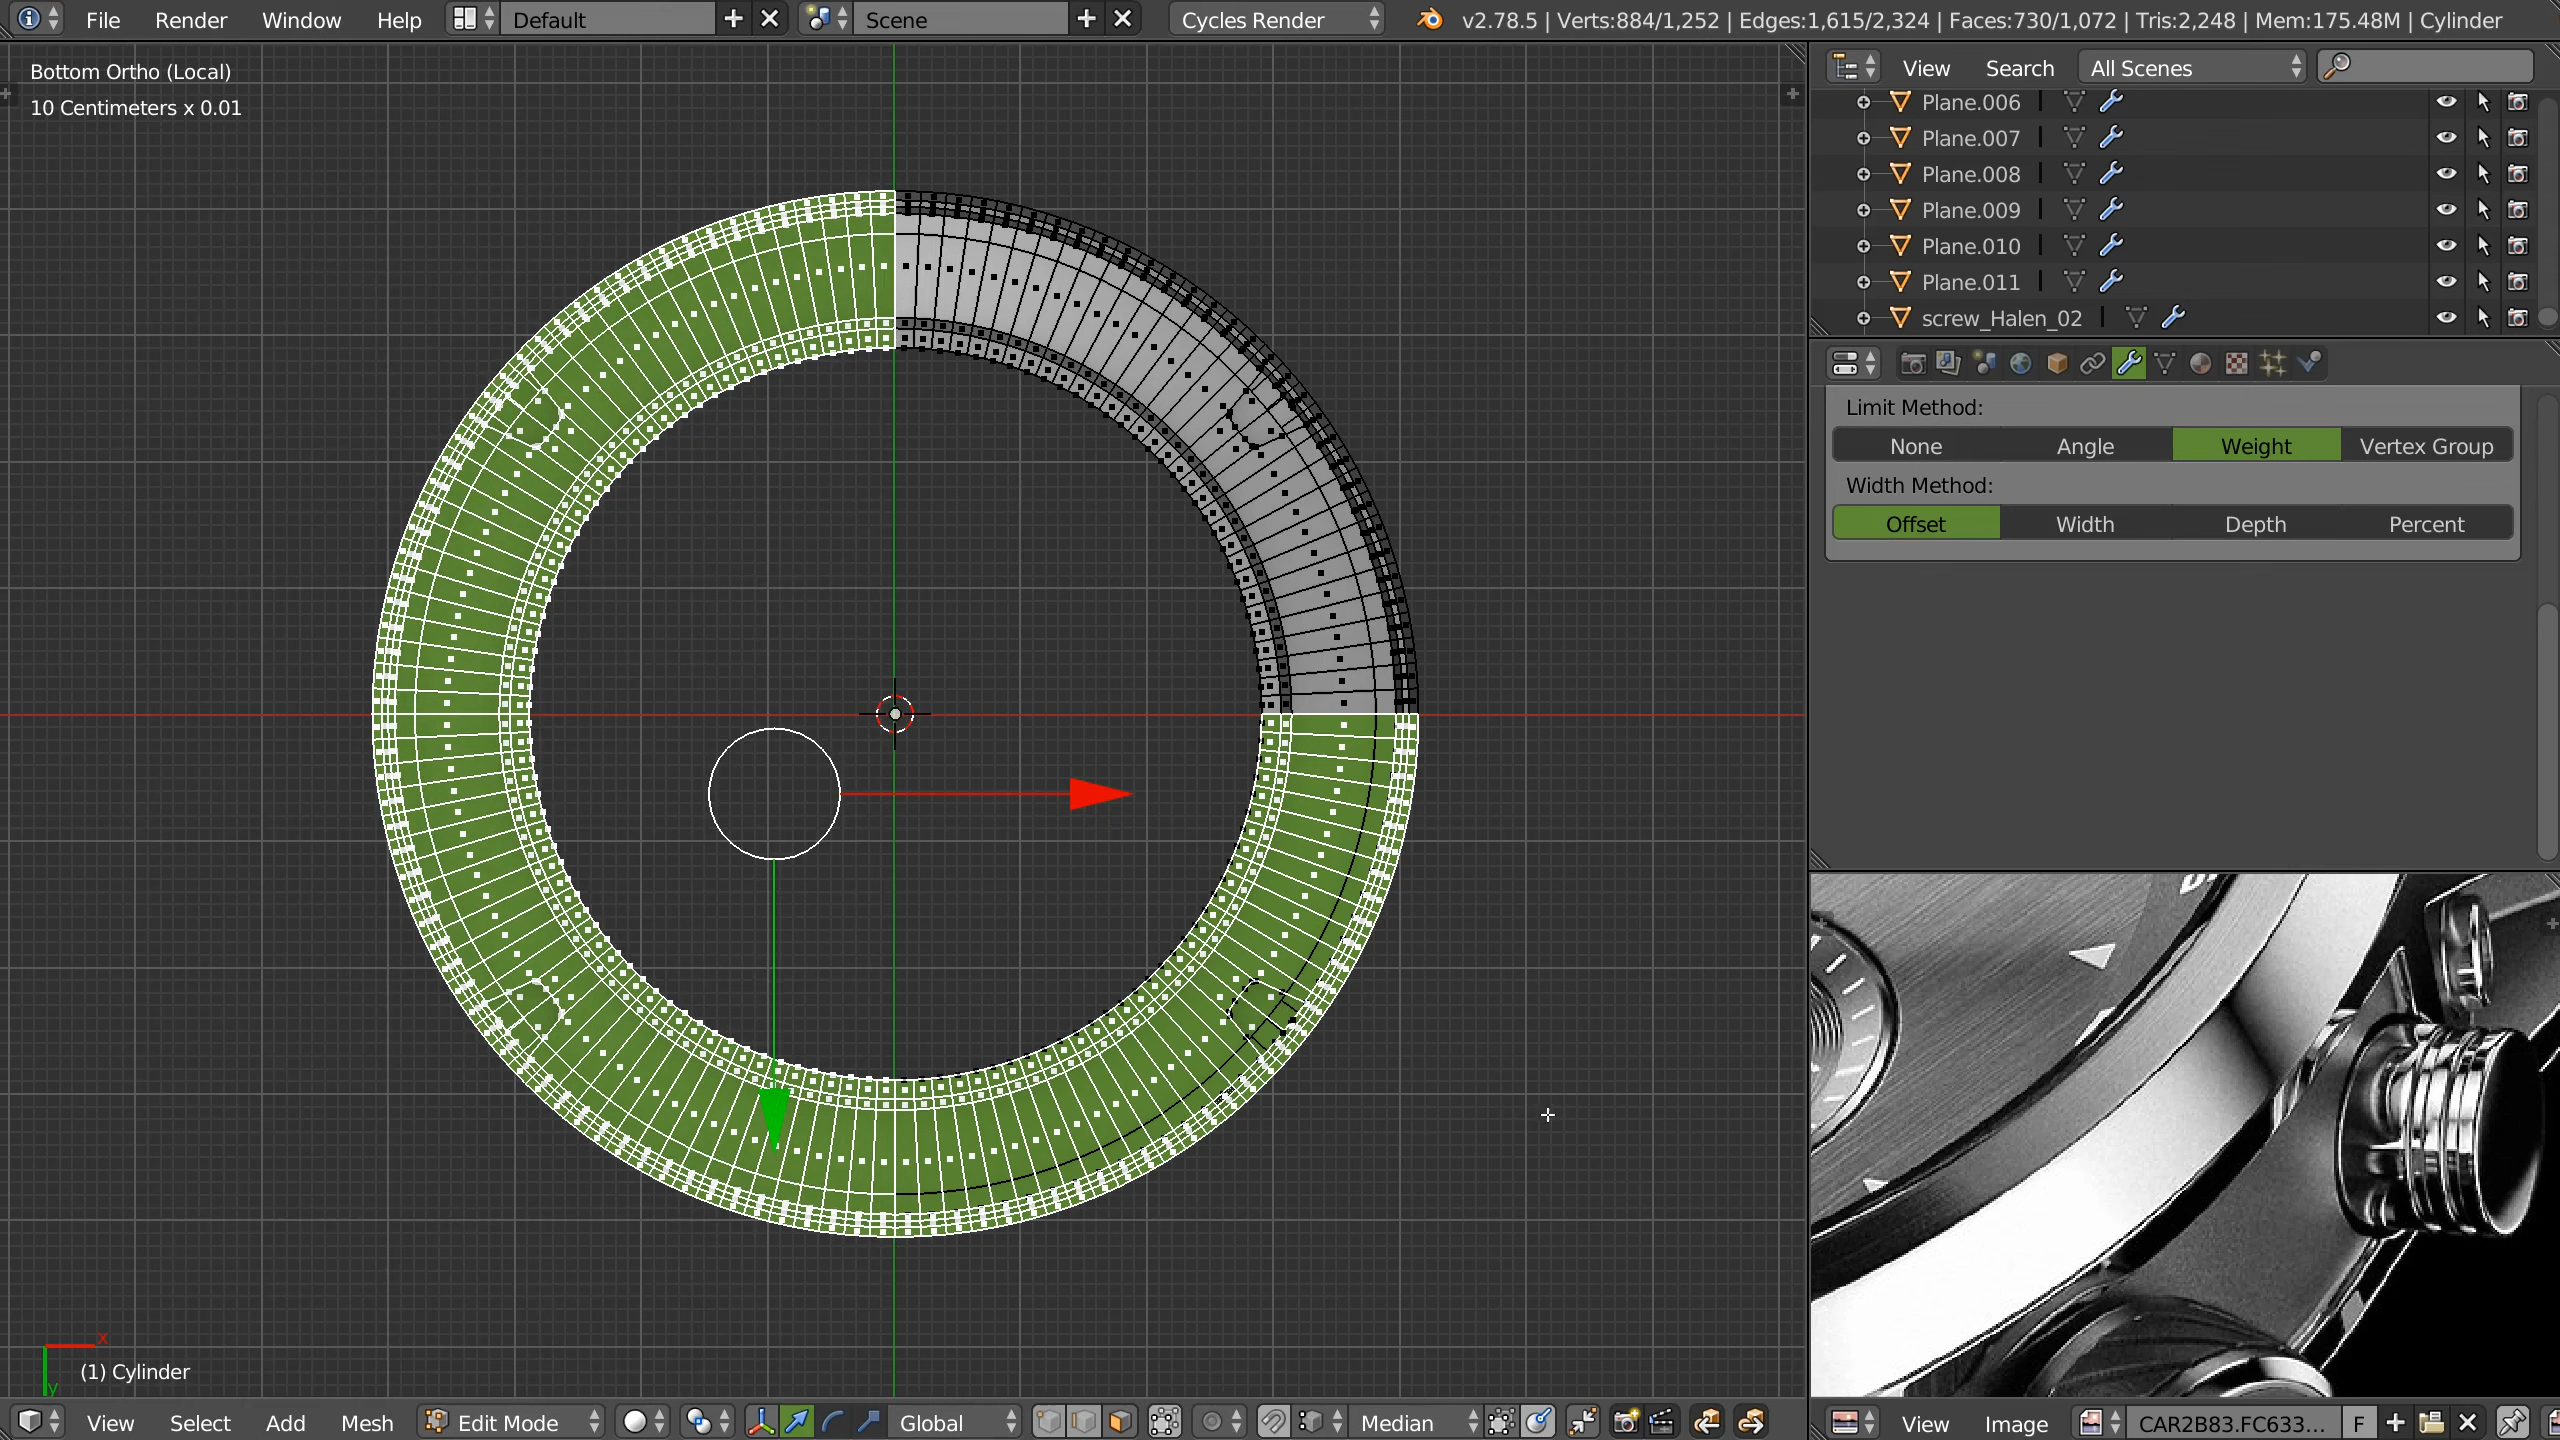 File Render Window Help Default Scene Cycles Render v2.78.5 | Verts:884/1,252 | Edges:1,615/2,324 | Faces:730/1,072 | Tris:2,248 | Mem:175.48M | Cylinder
Bottom Ortho (Local)
10 Centimeters x 0.01
View Search All Scenes
Plane.006
Plane.007
Plane.008
Plane.009
Plane.010
Plane.011
screw_Halen_02
Limit Method:
None Angle Weight Vertex Group
Width Method:
Offset Width Depth Percent
x
y
(1) Cylinder
View Select Add Mesh Edit Mode Global Median
View Image CAR2B83.FC633... F